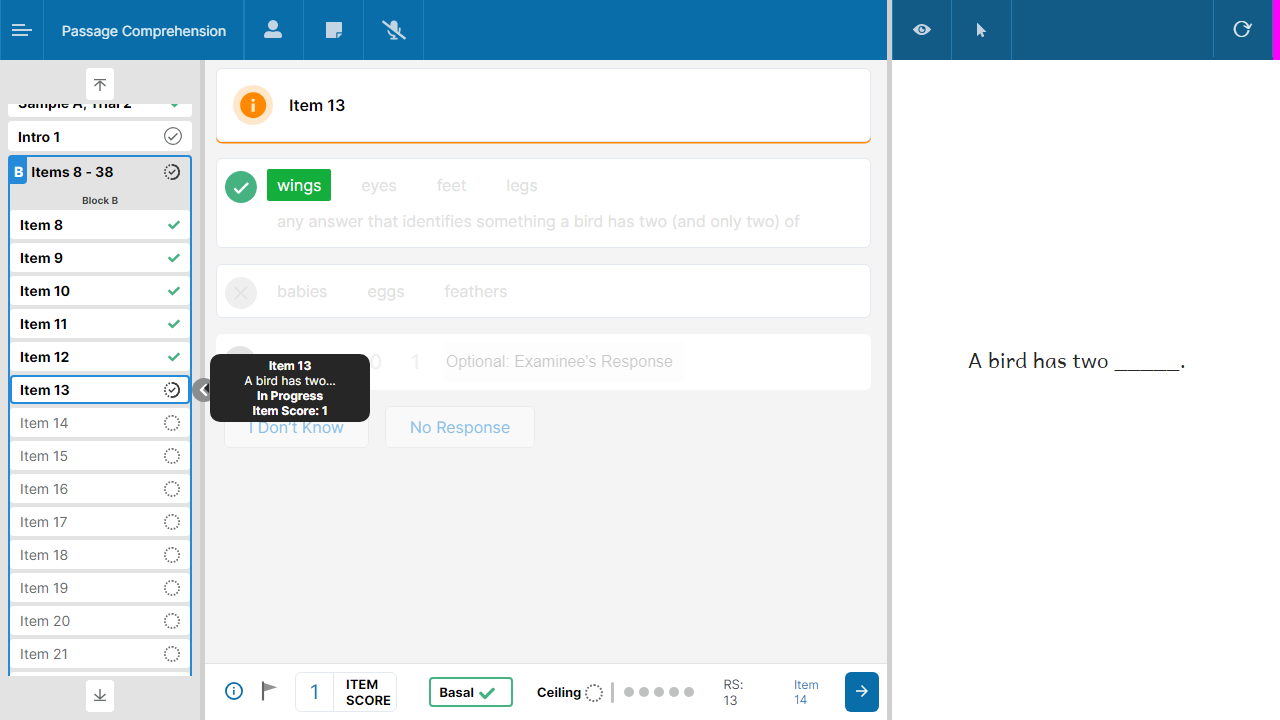 Passage Comprehension
Sample A, Trial 2
Intro 1
B Items 8 - 38
Block B
Item 8
Item 9
Item 10
Item 11
Item 12
Item 13
Item 14
Item 15
Item 16
Item 17
Item 18
Item 19
Item 20
Item 21
Item 13
wings eyes feet legs
any answer that identifies something a bird has two (and only two) of
babies eggs feathers
0 1 Optional: Examinee's Response
Item 13
A bird has two...
In Progress
Item Score: 1
I Don't Know No Response
1 ITEM SCORE
Basal
Ceiling
RS: 13
Item 14
A bird has two _____.